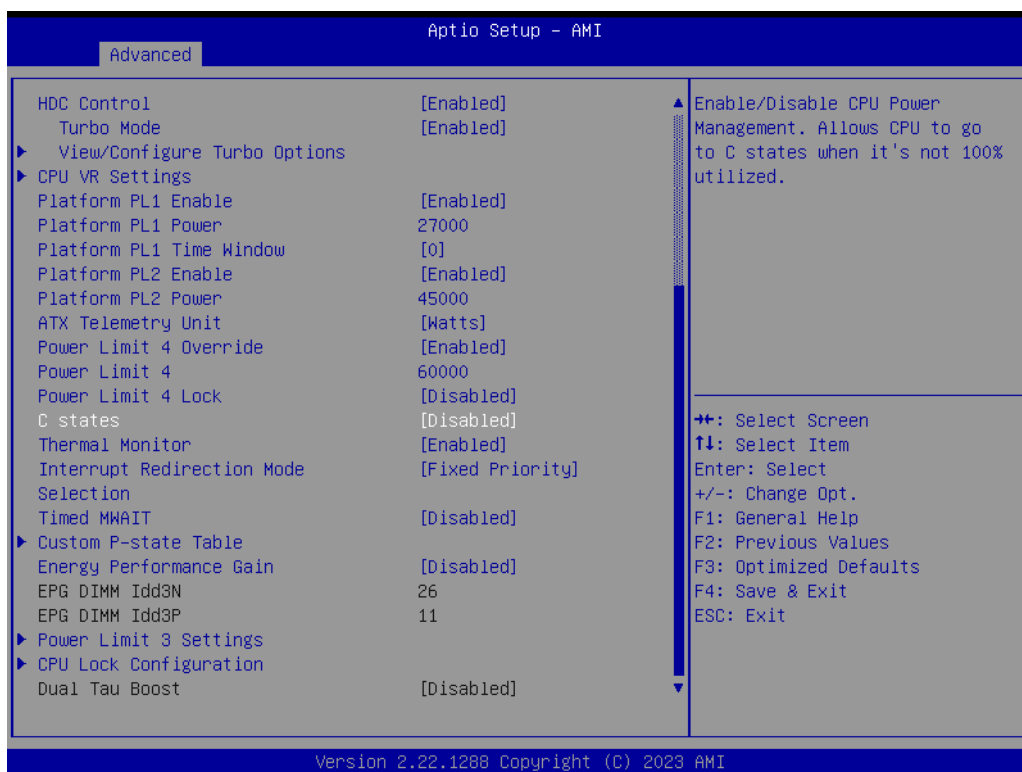 Aptio Setup – AMI
Advanced
HDC Control [Enabled]
Turbo Mode [Enabled]
View/Configure Turbo Options
CPU VR Settings
Platform PL1 Enable [Enabled]
Platform PL1 Power 27000
Platform PL1 Time Window [0]
Platform PL2 Enable [Enabled]
Platform PL2 Power 45000
ATX Telemetry Unit [Watts]
Power Limit 4 Override [Enabled]
Power Limit 4 60000
Power Limit 4 Lock [Disabled]
C states [Disabled]
Thermal Monitor [Enabled]
Interrupt Redirection Mode [Fixed Priority]
Selection
Timed MWAIT [Disabled]
Custom P-state Table
Energy Performance Gain [Disabled]
EPG DIMM Idd3N 26
EPG DIMM Idd3P 11
Power Limit 3 Settings
CPU Lock Configuration
Dual Tau Boost [Disabled]
Enable/Disable CPU Power
Management. Allows CPU to go
to C states when it's not 100%
utilized.
→←: Select Screen
↑↓: Select Item
Enter: Select
+/-: Change Opt.
F1: General Help
F2: Previous Values
F3: Optimized Defaults
F4: Save & Exit
ESC: Exit
Version 2.22.1288 Copyright (C) 2023 AMI